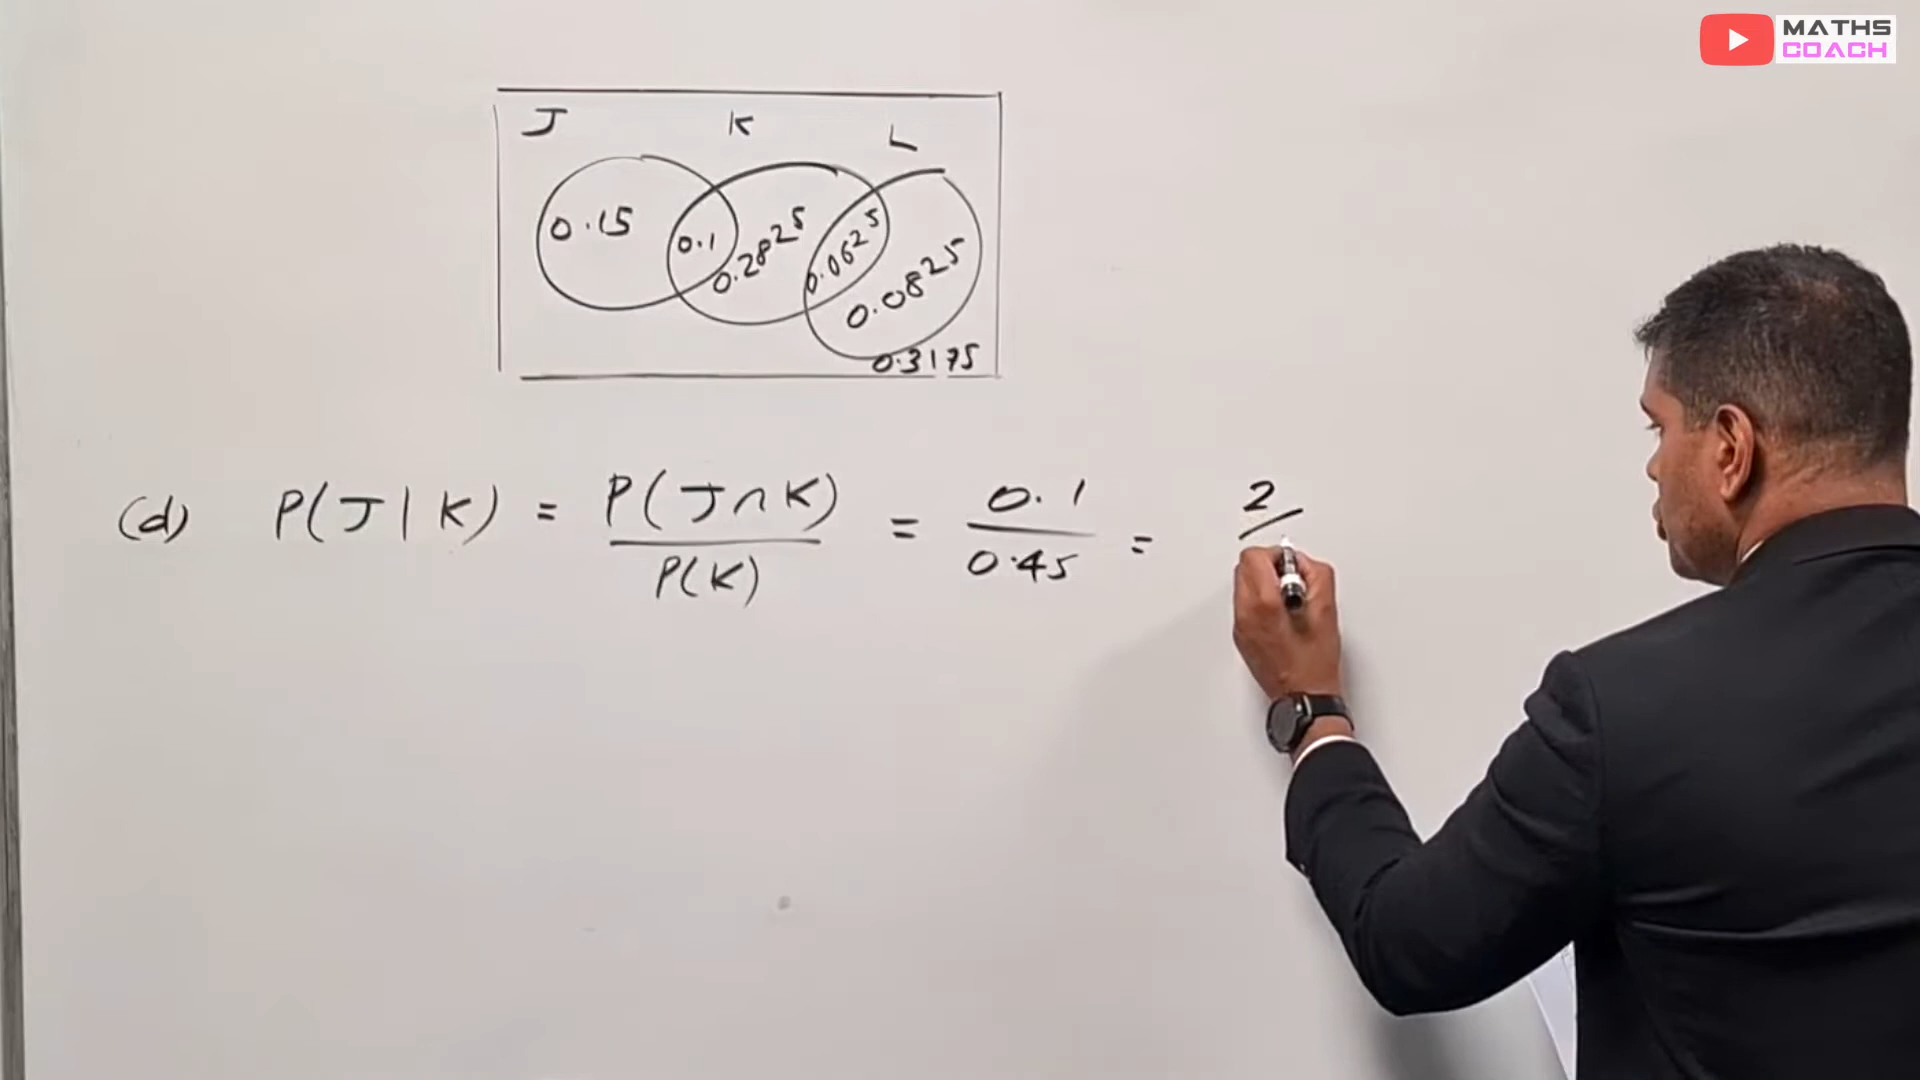 MATHS
COACH
J K L
0.15 0.1 0.2825 0.0625 0.0825
0.3175
(d) P(J|K) = P(J∩K)/P(K) = 0.1/0.45 = 2/